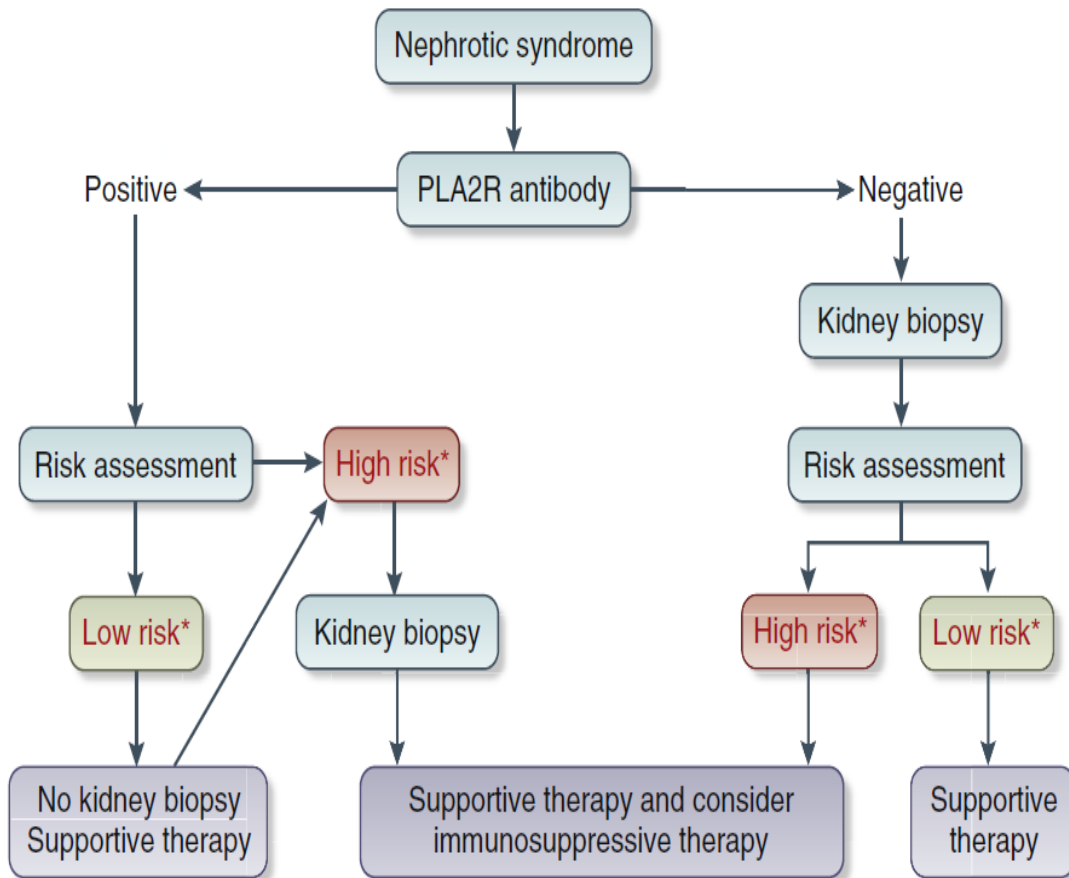 Nephrotic syndrome
Positive
PLA2R antibody
Negative
Kidney biopsy
Risk assessment
High risk*
Risk assessment
Low risk*
Kidney biopsy
High risk*
Low risk*
No kidney biopsy
Supportive therapy
Supportive therapy and consider
immunosuppressive therapy
Supportive
therapy